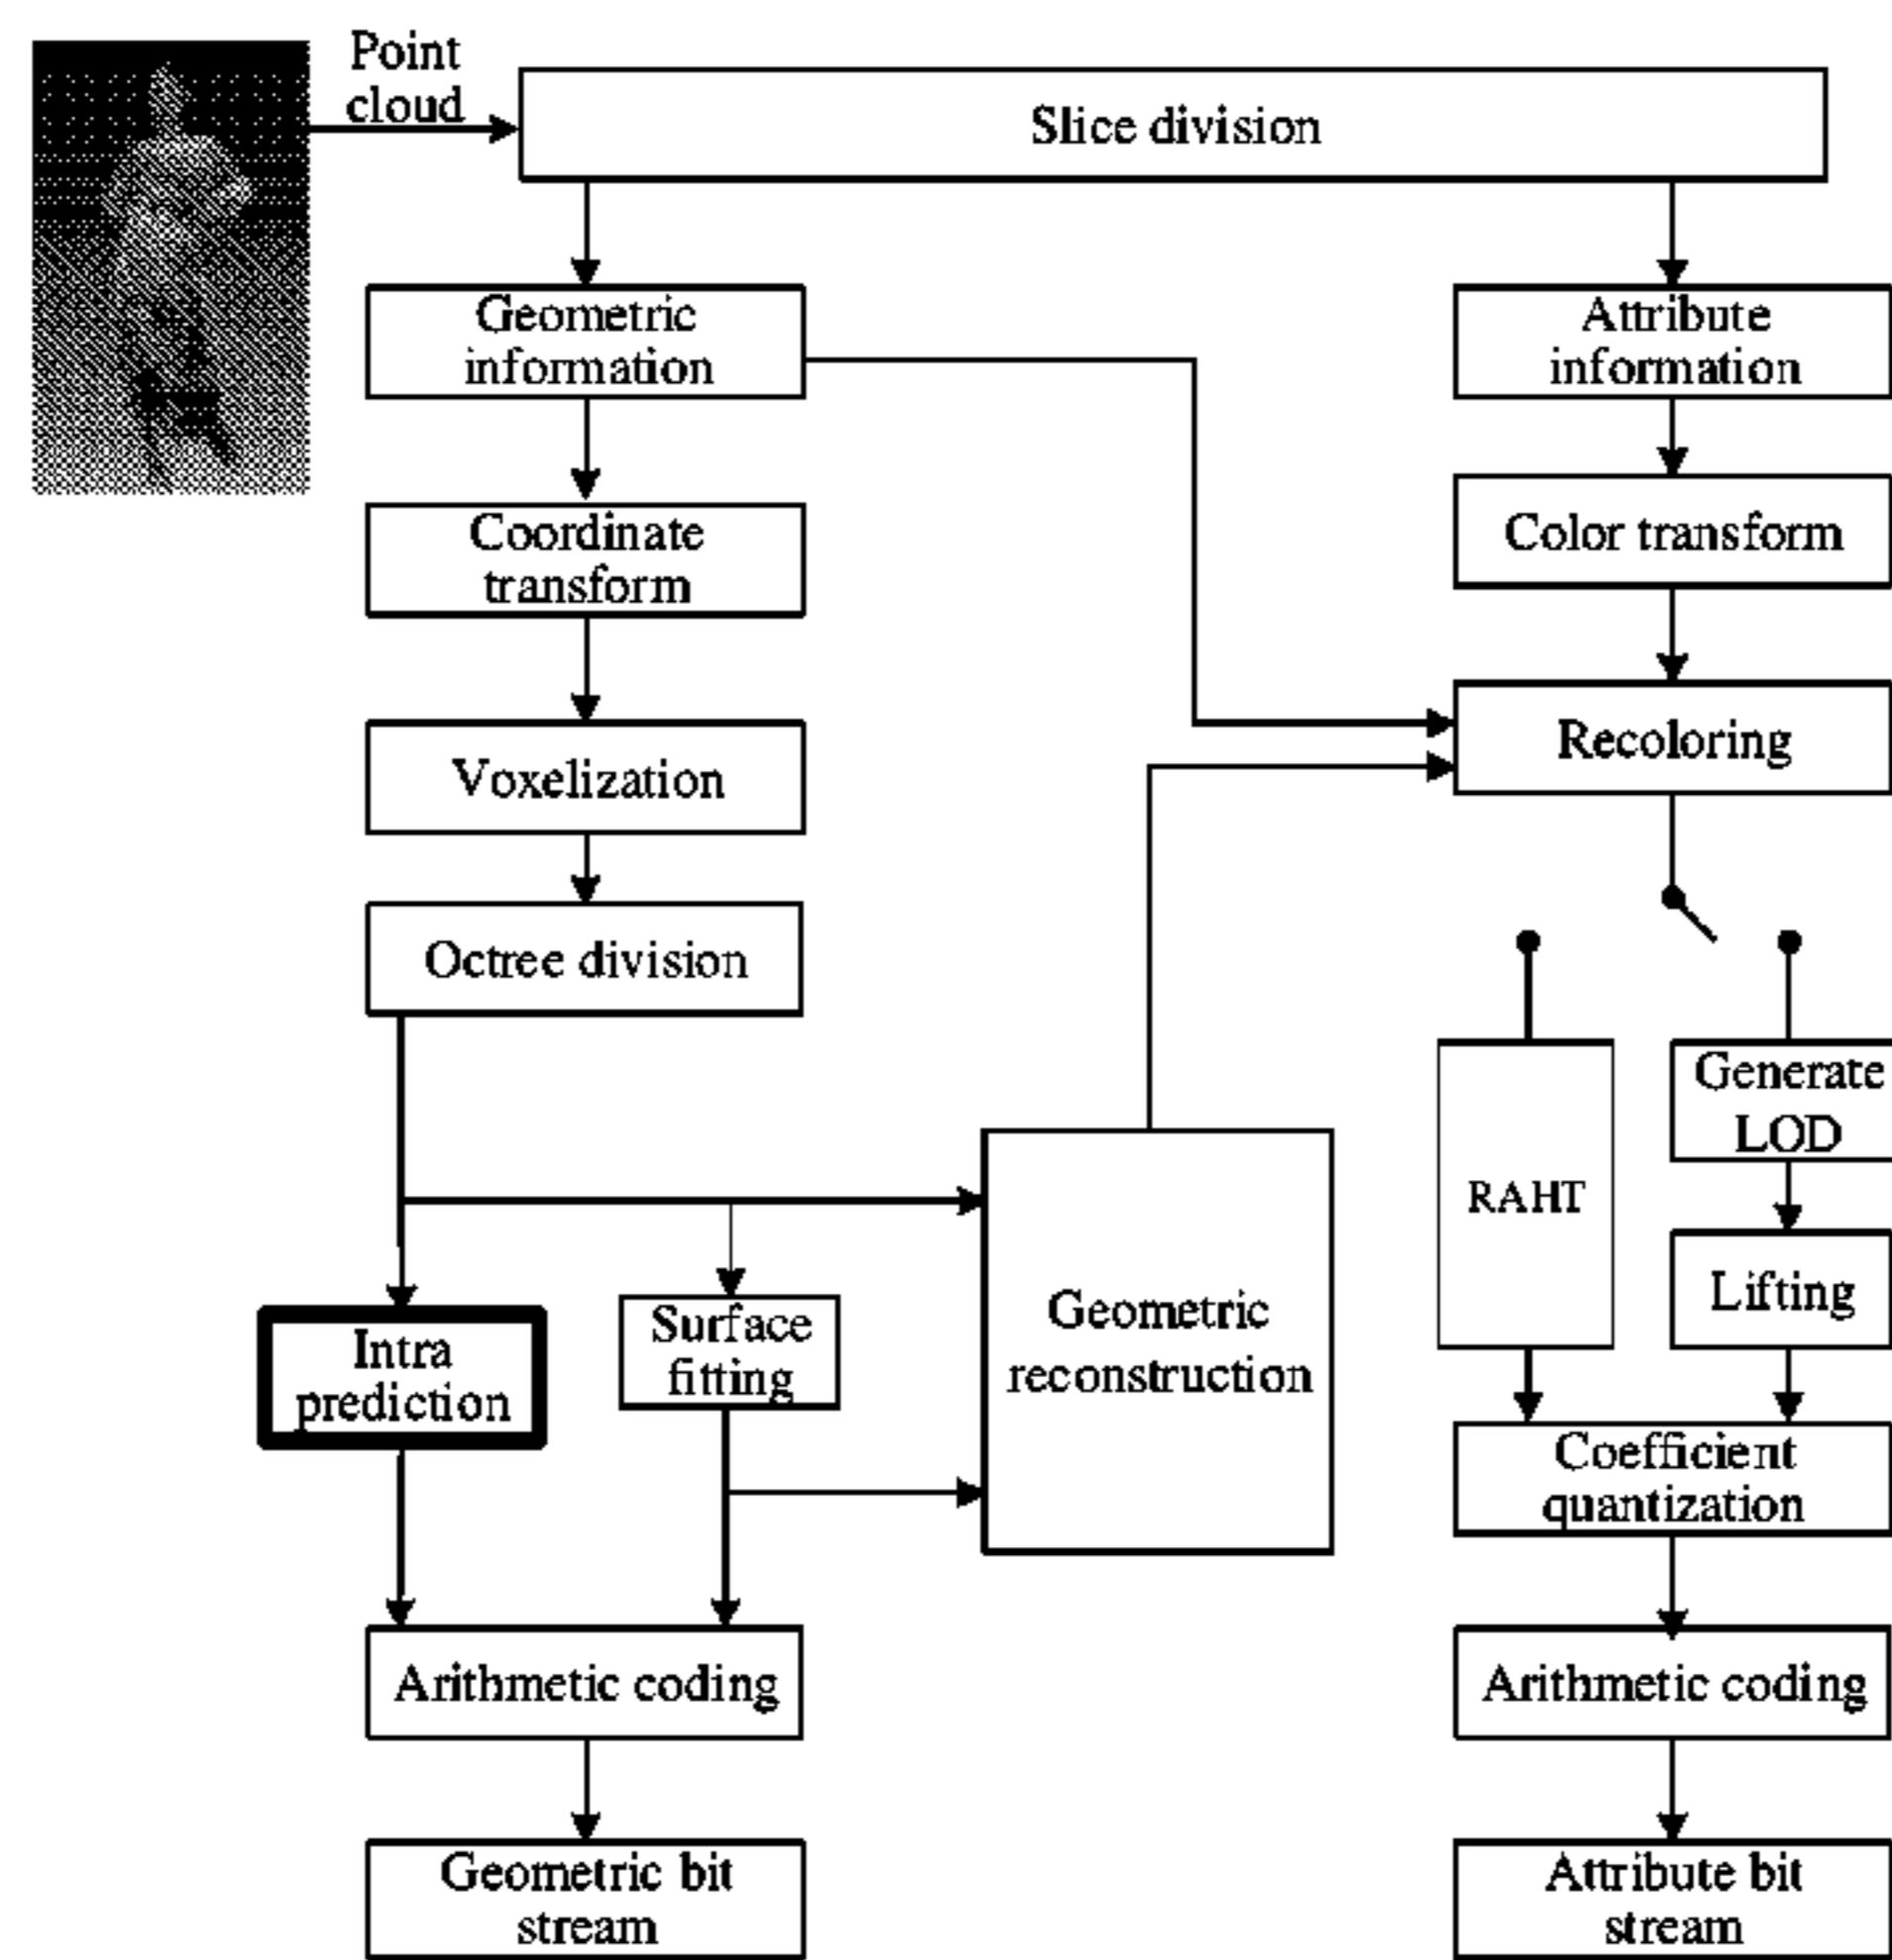 Point
cloud
Slice division
Geometric
information
Attribute
information
Coordinate
transform
Color transform
Voxelization
Recoloring
Octree division
RAHT
Generate
LOD
Lifting
Intra
prediction
Surface
fitting
Geometric
reconstruction
Coefficient
quantization
Arithmetic coding
Arithmetic coding
Geometric bit
stream
Attribute bit
stream